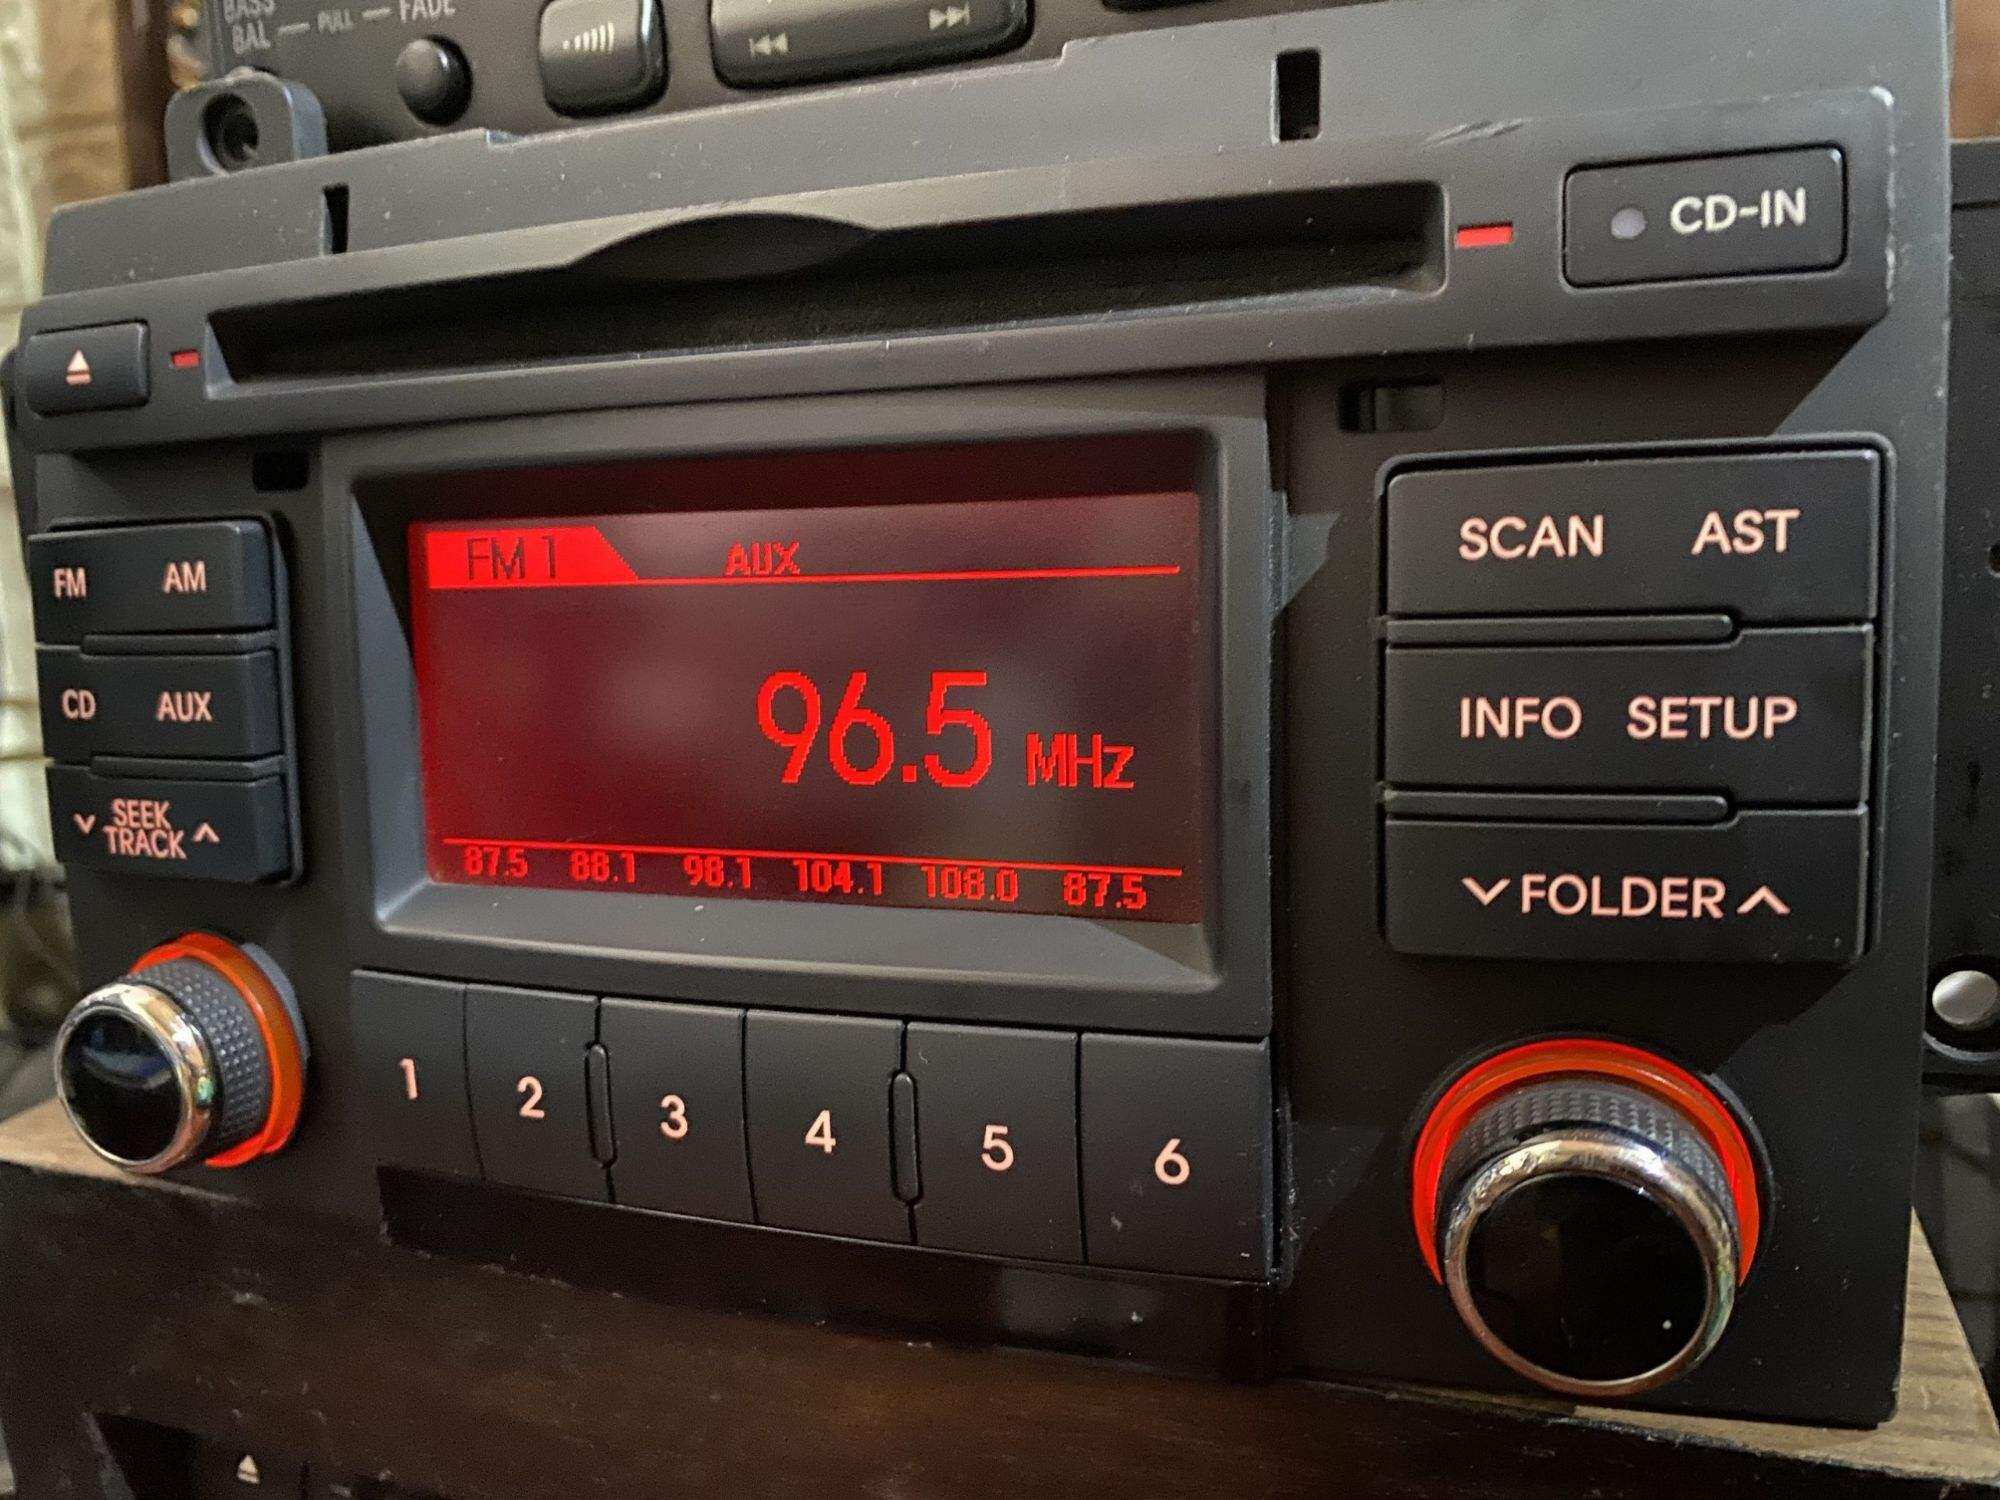 BASS
BAL — PULL — FADE
CD-IN
FM 1 AUX
96.5 MHz
87.5 88.1 98.1 104.1 108.0 87.5
FM AM
CD AUX
SEEK
TRACK
SCAN AST
INFO SETUP
FOLDER
1 2 3 4 5 6